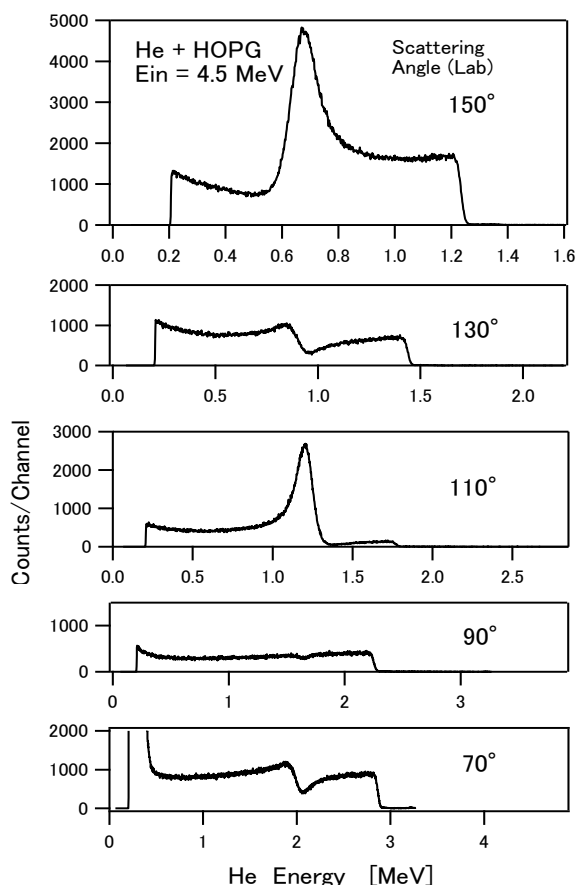 He + HOPG
Ein = 4.5 MeV
Scattering
Angle (Lab)
150°
5000
4000
3000
2000
1000
0
0.0 0.2 0.4 0.6 0.8 1.0 1.2 1.4 1.6
130°
2000
1000
0
0.0 0.5 1.0 1.5 2.0
110°
3000
2000
1000
0
0.0 0.5 1.0 1.5 2.0 2.5
Counts/Channel
90°
1000
0
0 1 2 3
70°
2000
1000
0
0 1 2 3 4
He Energy [MeV]